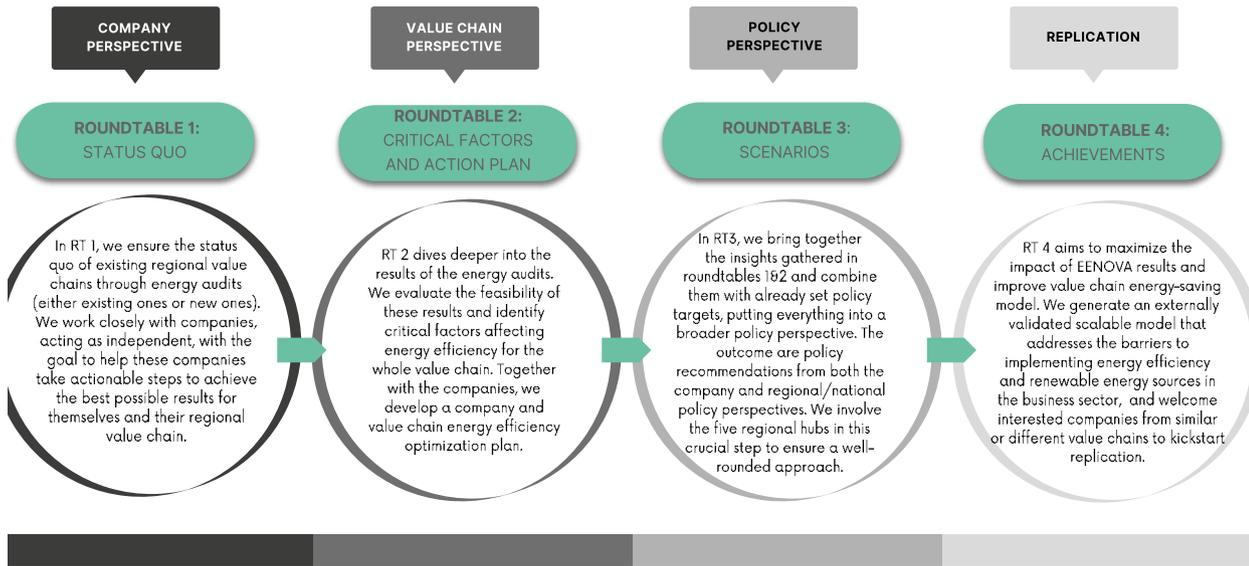 COMPANY
PERSPECTIVE
VALUE CHAIN
PERSPECTIVE
POLICY
PERSPECTIVE
REPLICATION
ROUNDTABLE 1:
STATUS QUO
ROUNDTABLE 2:
CRITICAL FACTORS
AND ACTION PLAN
ROUNDTABLE 3:
SCENARIOS
ROUNDTABLE 4:
ACHIEVEMENTS
In RT 1, we ensure the status
quo of existing regional value
chains through energy audits
(either existing ones or new ones).
We work closely with companies,
acting as independent, with the
goal to help these companies
take actionable steps to achieve
the best possible results for
themselves and their regional
value chain.
RT 2 dives deeper into the
results of the energy audits.
We evaluate the feasibility of
these results and identify
critical factors affecting
energy efficiency for the
whole value chain. Together
with the companies, we
develop a company and
value chain energy efficiency
optimization plan.
In RT3, we bring together
the insights gathered in
roundtables 1&2 and combine
them with already set policy
targets, putting everything into a
broader policy perspective. The
outcome are policy
recommendations from both the
company and regional/national
policy perspectives. We involve
the five regional hubs in this
crucial step to ensure a well-
rounded approach.
RT 4 aims to maximize the
impact of EENOVA results and
improve value chain energy-saving
model. We generate an externally
validated scalable model that
addresses the barriers to
implementing energy efficiency
and renewable energy sources in
the business sector, and welcome
interested companies from similar
or different value chains to kickstart
replication.